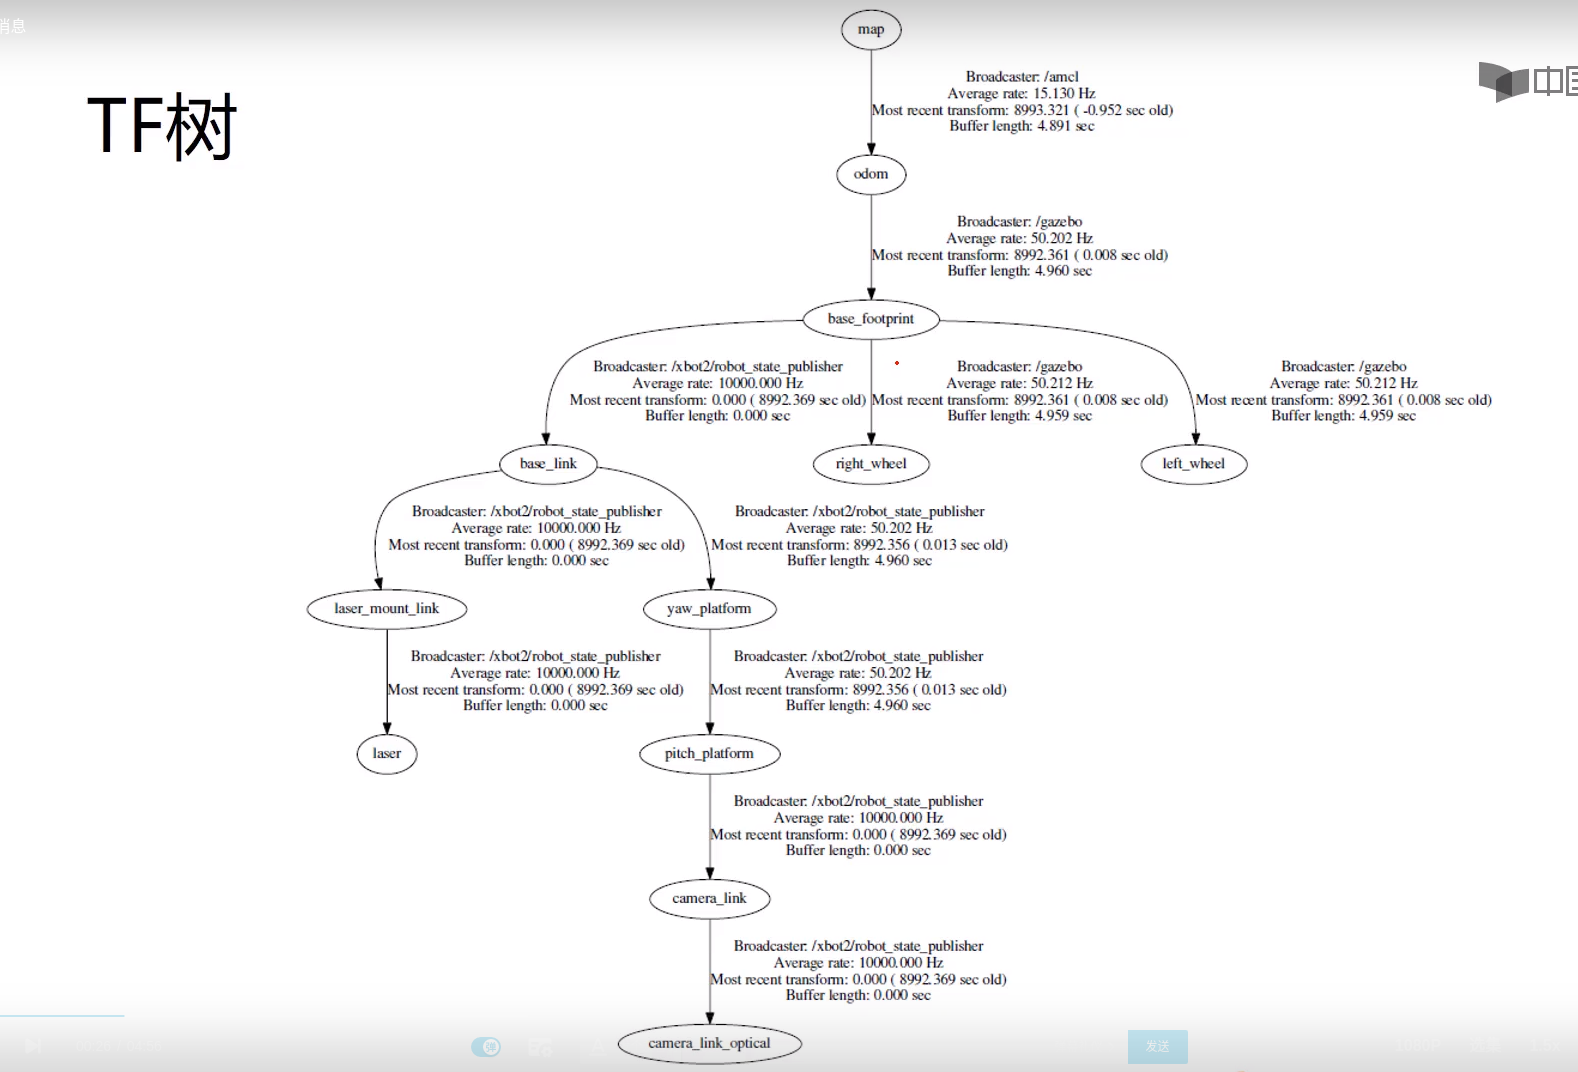 消息
map
中国
TF树
Broadcaster: /amcl
Average rate: 15.130 Hz
Most recent transform: 8993.321 ( -0.952 sec old)
Buffer length: 4.891 sec
odom
Broadcaster: /gazebo
Average rate: 50.202 Hz
Most recent transform: 8992.361 ( 0.008 sec old)
Buffer length: 4.960 sec
base_footprint
Broadcaster: /xbot2/robot_state_publisher
Average rate: 10000.000 Hz
Most recent transform: 0.000 ( 8992.369 sec old)
Buffer length: 0.000 sec
Broadcaster: /gazebo
Average rate: 50.212 Hz
Most recent transform: 8992.361 ( 0.008 sec old)
Buffer length: 4.959 sec
Broadcaster: /gazebo
Average rate: 50.212 Hz
Most recent transform: 8992.361 ( 0.008 sec old)
Buffer length: 4.959 sec
base_link
right_wheel
left_wheel
Broadcaster: /xbot2/robot_state_publisher
Average rate: 10000.000 Hz
Most recent transform: 0.000 ( 8992.369 sec old)
Buffer length: 0.000 sec
Broadcaster: /xbot2/robot_state_publisher
Average rate: 50.202 Hz
Most recent transform: 8992.356 ( 0.013 sec old)
Buffer length: 4.960 sec
laser_mount_link
yaw_platform
Broadcaster: /xbot2/robot_state_publisher
Average rate: 10000.000 Hz
Most recent transform: 0.000 ( 8992.369 sec old)
Buffer length: 0.000 sec
Broadcaster: /xbot2/robot_state_publisher
Average rate: 50.202 Hz
Most recent transform: 8992.356 ( 0.013 sec old)
Buffer length: 4.960 sec
laser
pitch_platform
Broadcaster: /xbot2/robot_state_publisher
Average rate: 10000.000 Hz
Most recent transform: 0.000 ( 8992.369 sec old)
Buffer length: 0.000 sec
camera_link
Broadcaster: /xbot2/robot_state_publisher
Average rate: 10000.000 Hz
Most recent transform: 0.000 ( 8992.369 sec old)
Buffer length: 0.000 sec
camera_link_optical
弹
发送